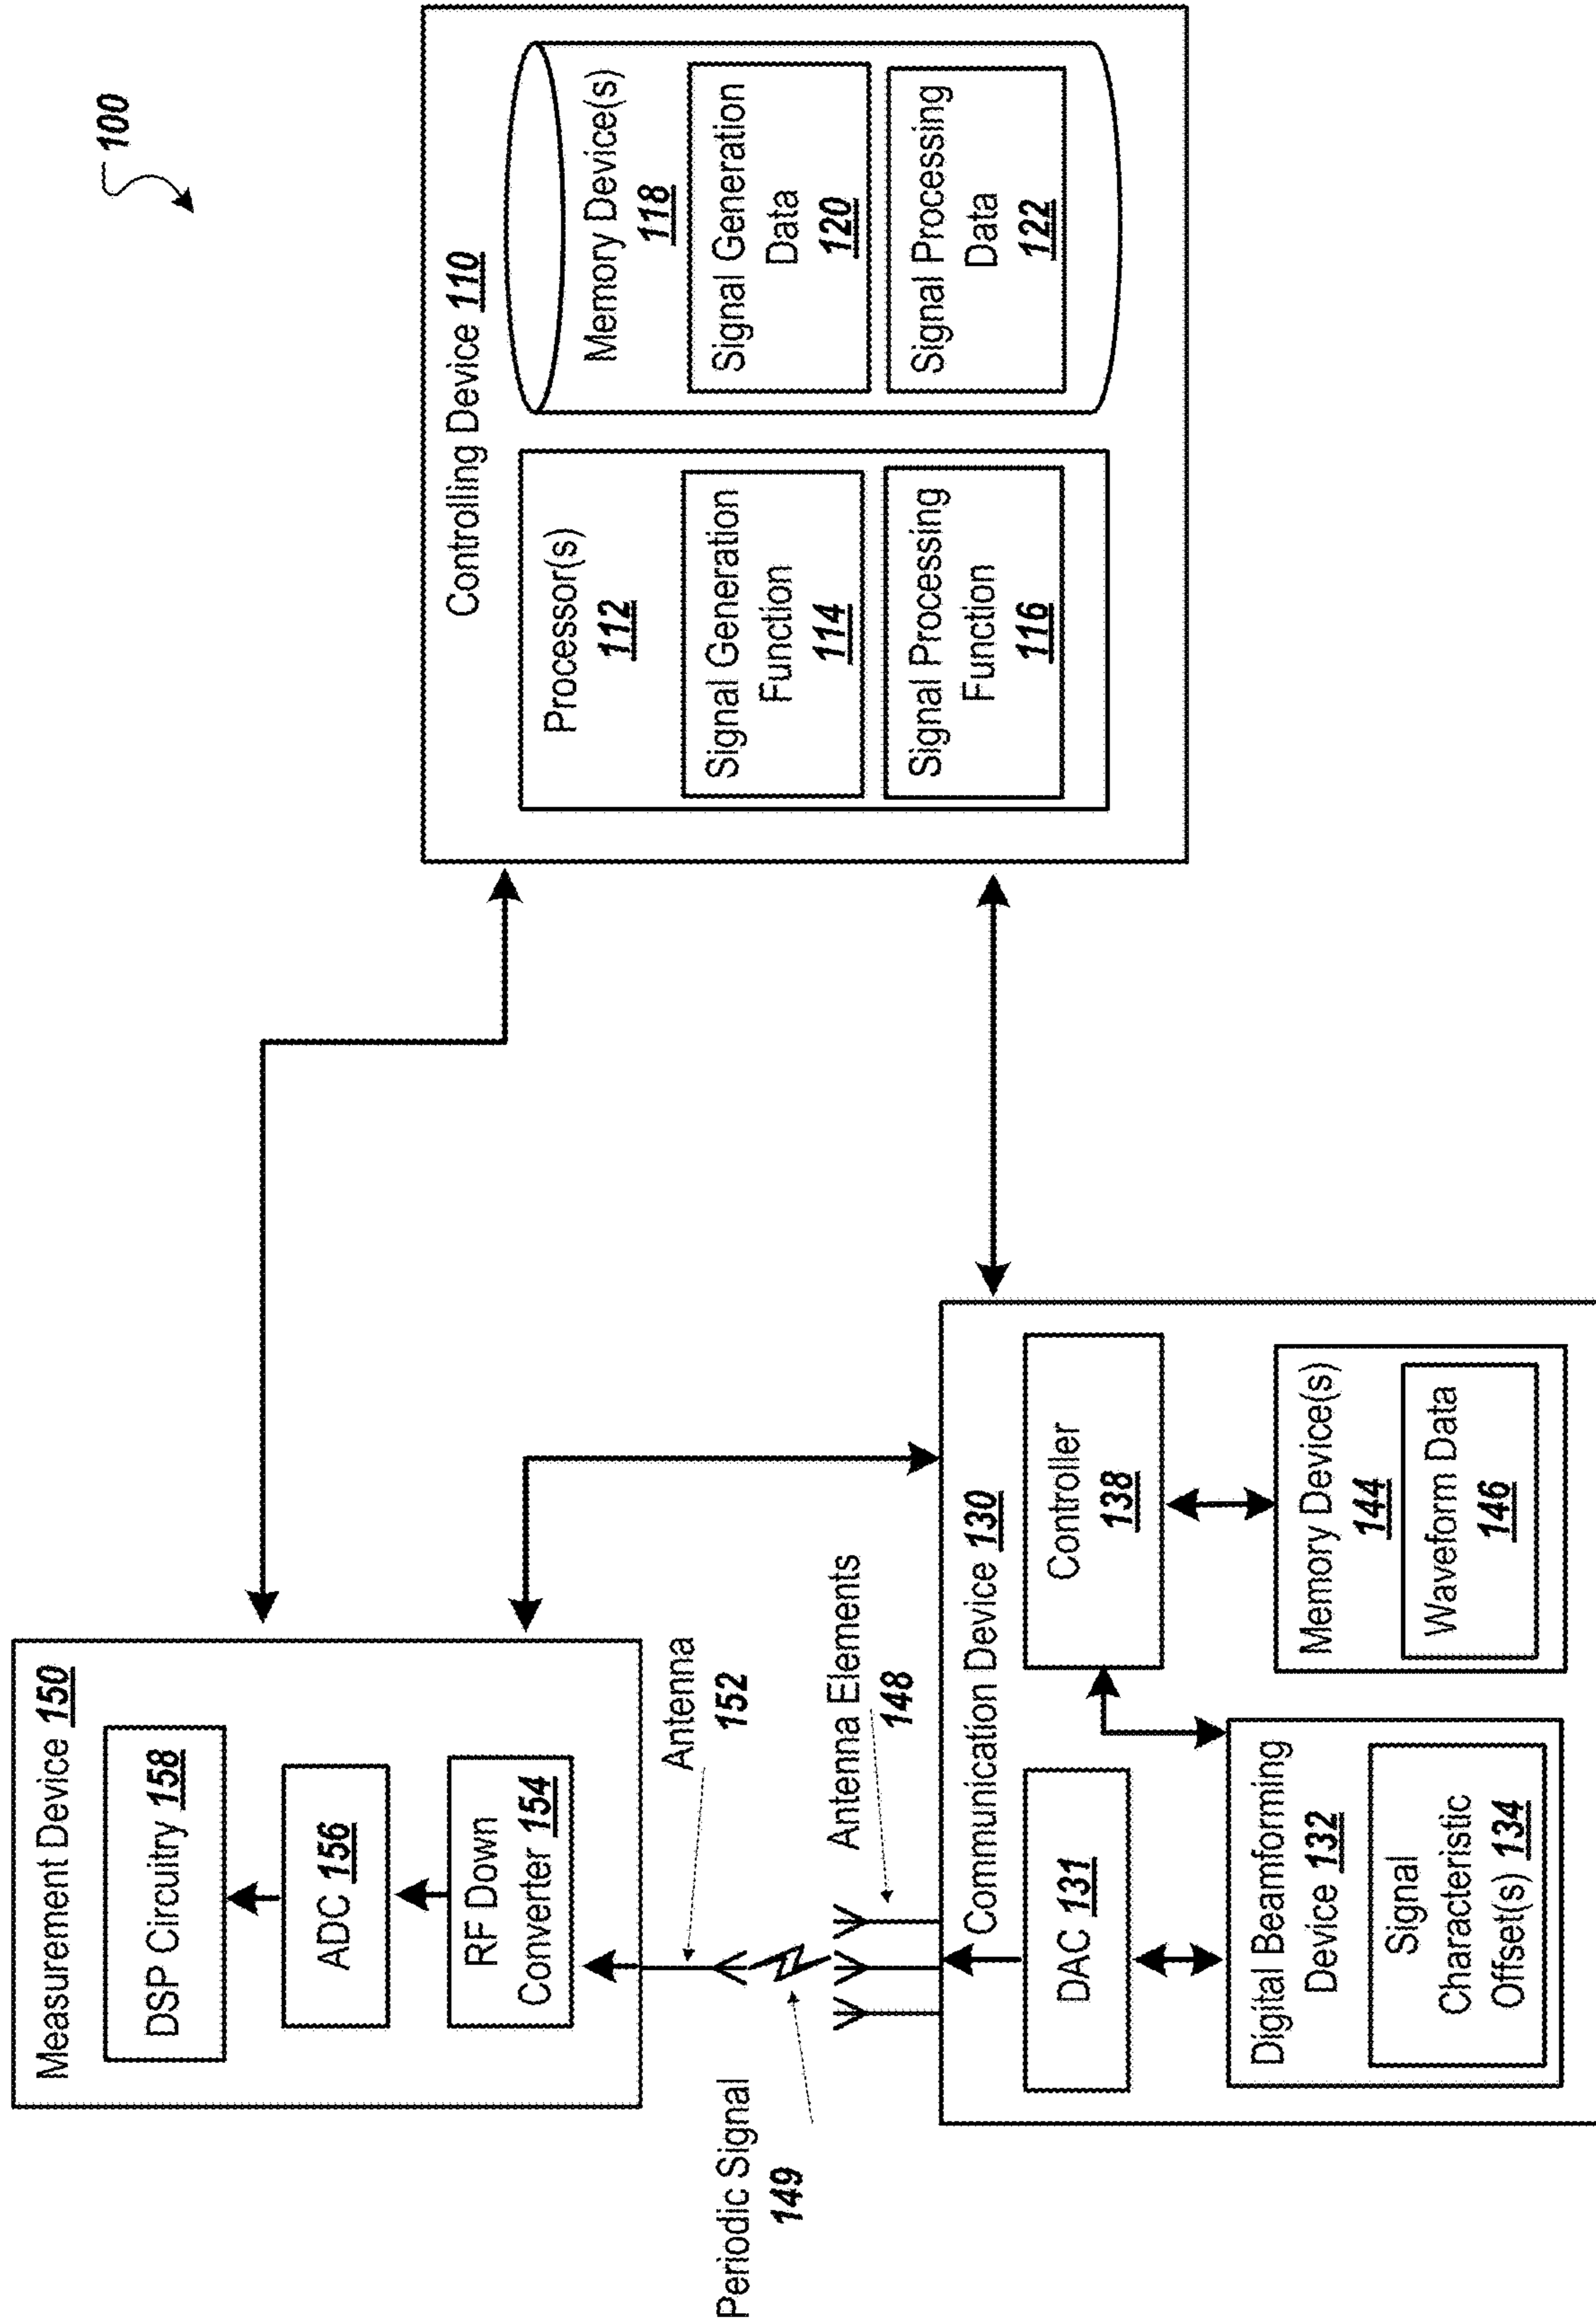 100
Controlling Device 110
Processor(s)
112
Signal Generation
Function
114
Signal Processing
Function
116
Memory Device(s)
118
Signal Generation
Data
120
Signal Processing
Data
122
Measurement Device 150
DSP Circuitry 158
ADC 156
RF Down
Converter 154
Antenna
152
Periodic Signal
149
Antenna Elements
148
Communication Device 130
DAC 131
Controller
138
Digital Beamforming
Device 132
Signal
Characteristic
Offset(s) 134
Memory Device(s)
144
Waveform Data
146